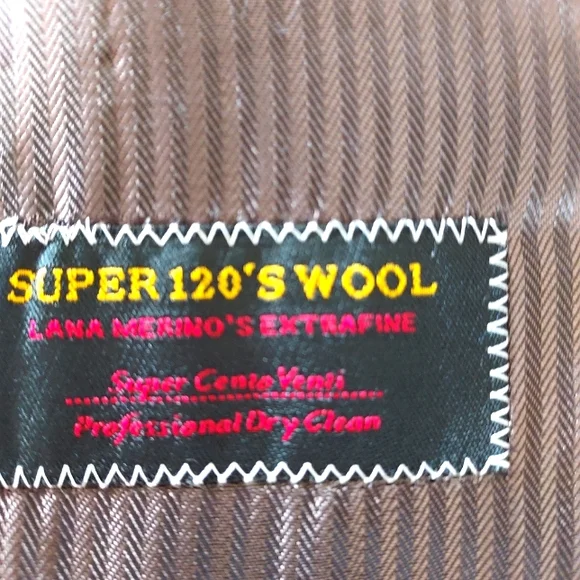 SUPER 120'S WOOL
LANA MERINO'S EXTRAFINE
Super Cento Venti
Professional Dry Clean